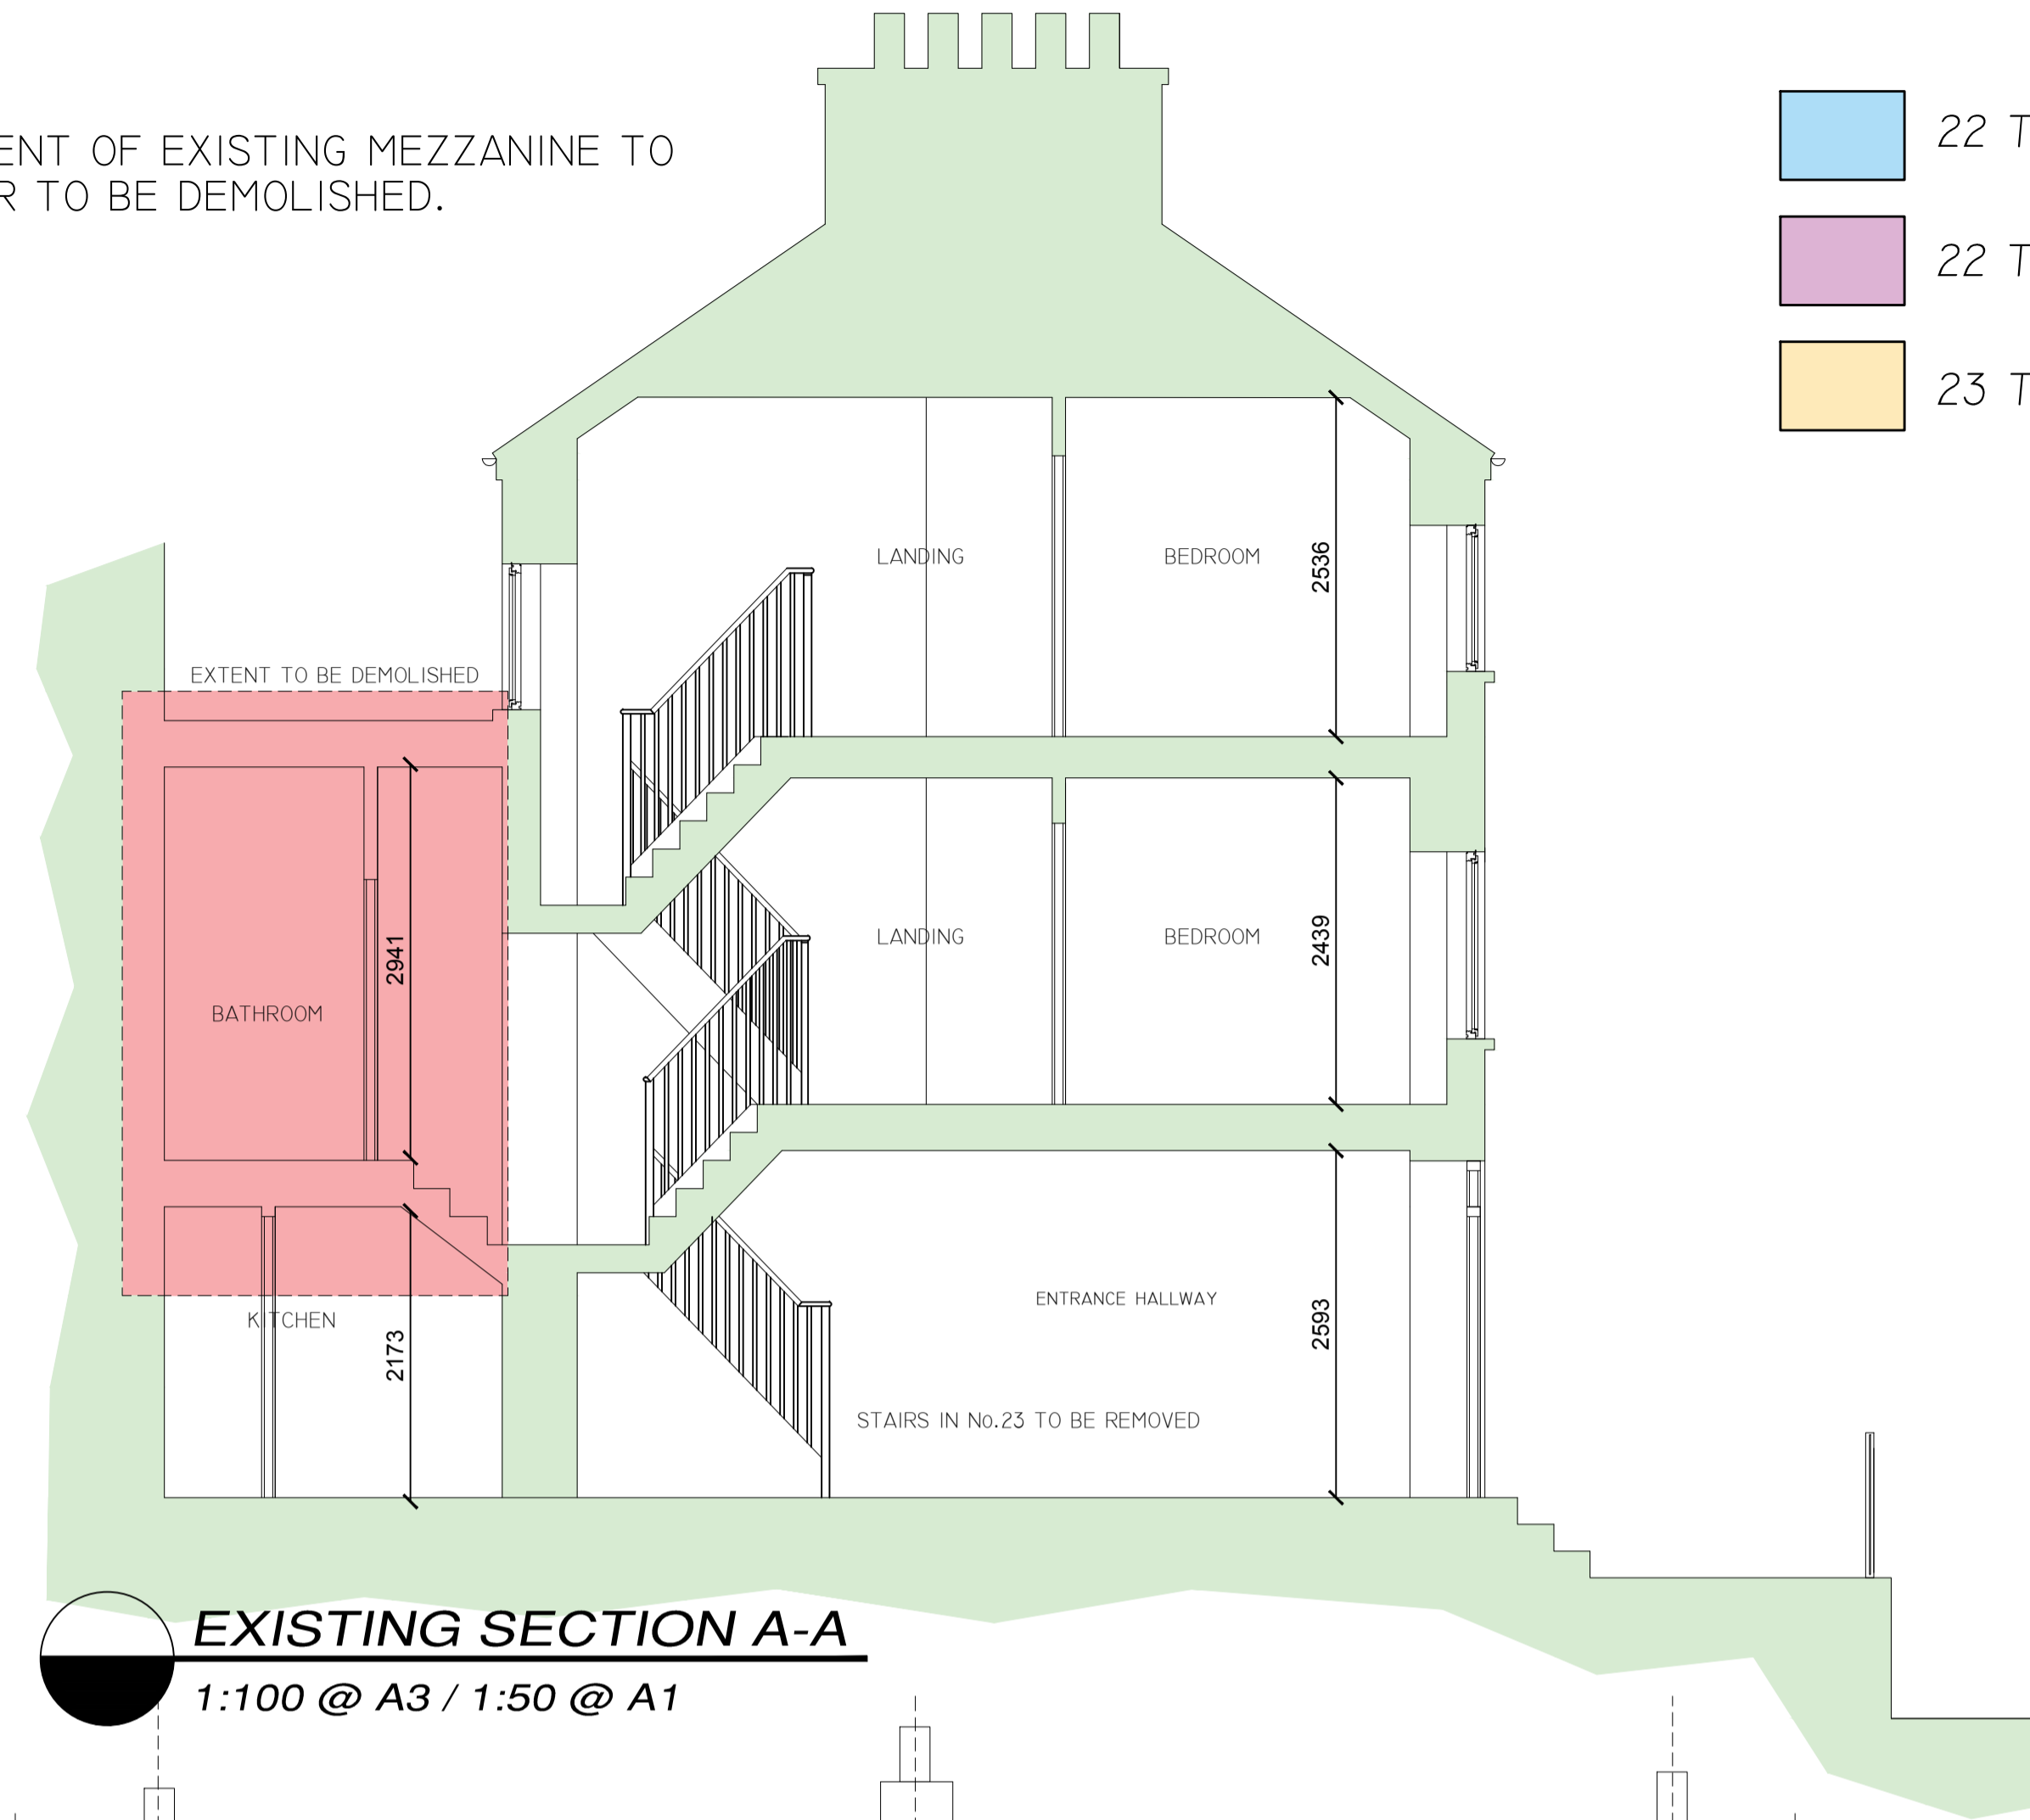 ENT OF EXISTING MEZZANINE TO
R TO BE DEMOLISHED.
22 T
22 T
23 T
LANDING
BEDROOM
2536
EXTENT TO BE DEMOLISHED
2941
BATHROOM
LANDING
BEDROOM
2439
KITCHEN
2173
ENTRANCE HALLWAY
2593
STAIRS IN No.23 TO BE REMOVED
EXISTING SECTION A-A
1:100 @ A3 / 1:50 @ A1